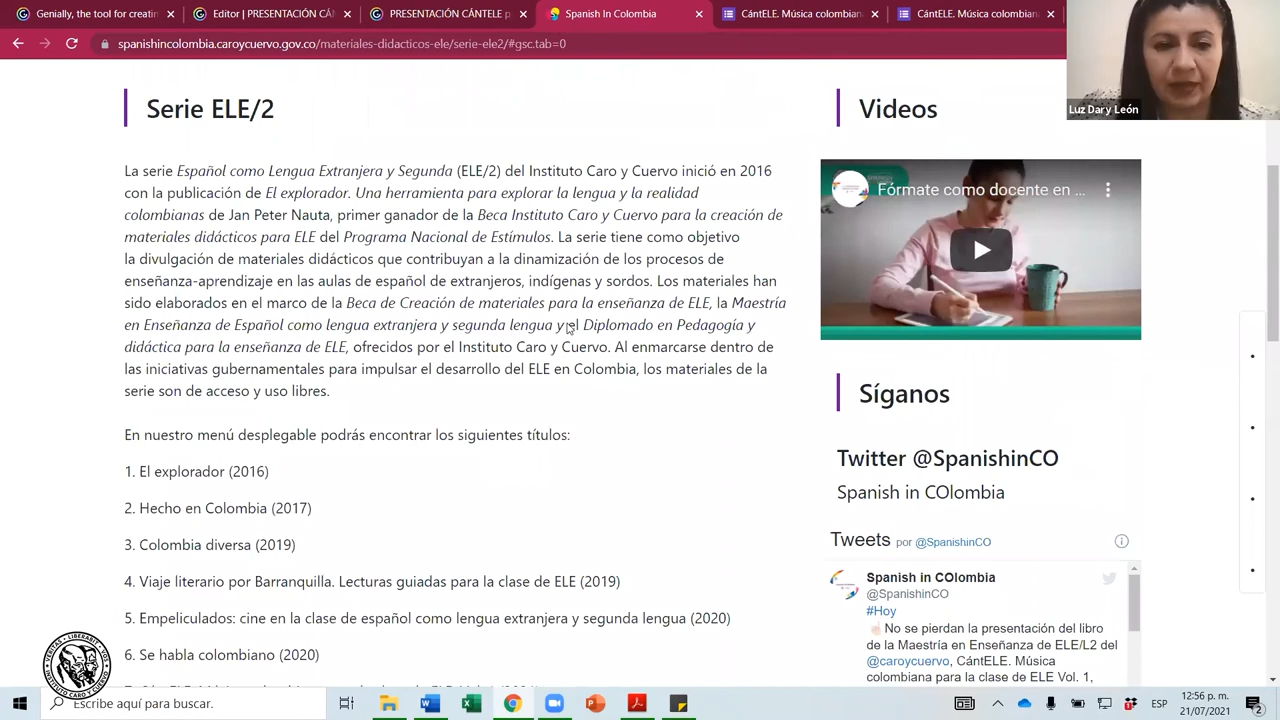 Genially, the tool for creatin
Editor | PRESENTACIÓN CÁN
PRESENTACIÓN CÁNTELE p
Spanish In Colombia
CántELE. Música colombian
CántELE. Música colombian
spanishincolombia.caroycuervo.gov.co/materiales-didacticos-ele/serie-ele2/#gsc.tab=0
Luz Dary León
Serie ELE/2
La serie Español como Lengua Extranjera y Segunda (ELE/2) del Instituto Caro y Cuervo inició en 2016
con la publicación de El explorador. Una herramienta para explorar la lengua y la realidad
colombianas de Jan Peter Nauta, primer ganador de la Beca Instituto Caro y Cuervo para la creación de
materiales didácticos para ELE del Programa Nacional de Estímulos. La serie tiene como objetivo
la divulgación de materiales didácticos que contribuyan a la dinamización de los procesos de
enseñanza-aprendizaje en las aulas de español de extranjeros, indígenas y sordos. Los materiales han
sido elaborados en el marco de la Beca de Creación de materiales para la enseñanza de ELE, la Maestría
en Enseñanza de Español como lengua extranjera y segunda lengua y el Diplomado en Pedagogía y
didáctica para la enseñanza de ELE, ofrecidos por el Instituto Caro y Cuervo. Al enmarcarse dentro de
las iniciativas gubernamentales para impulsar el desarrollo del ELE en Colombia, los materiales de la
serie son de acceso y uso libres.
En nuestro menú desplegable podrás encontrar los siguientes títulos:
1. El explorador (2016)
2. Hecho en Colombia (2017)
3. Colombia diversa (2019)
4. Viaje literario por Barranquilla. Lecturas guiadas para la clase de ELE (2019)
5. Empeliculados: cine en la clase de español como lengua extranjera y segunda lengua (2020)
6. Se habla colombiano (2020)
Videos
Fórmate como docente en ...
Síganos
Twitter @SpanishinCO
Spanish in COlombia
Tweets por @SpanishinCO
Spanish in COlombia
@SpanishinCO
#Hoy
No se pierdan la presentación del libro
de la Maestría en Enseñanza de ELE/L2 del
@caroycuervo, CántELE. Música
colombiana para la clase de ELE Vol. 1,
INSTITUTO CARO Y CUERVO
Escribe aquí para buscar.
ESP
12:56 p. m.
21/07/2021
2